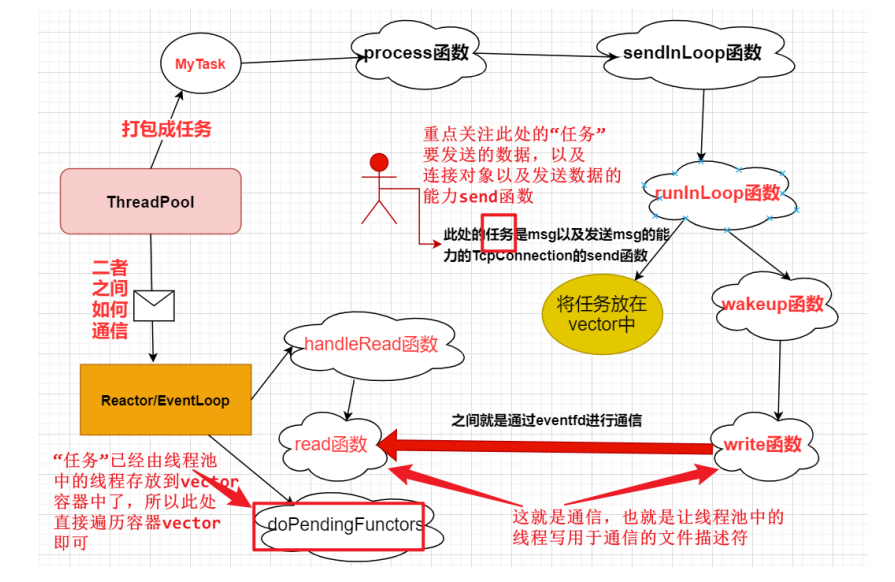 MyTask
process函数
sendInLoop函数
打包成任务
重点关注此处的“任务”
要发送的数据，以及
连接对象以及发送数据的
能力send函数
ThreadPool
runInLoop函数
此处的任务是msg以及发送msg的能
力的TcpConnection的send函数
二者
之间
如何
通信
将任务放在
vector中
wakeup函数
handleRead函数
Reactor/EventLoop
之间就是通过eventfd进行通信
read函数
write函数
“任务”已经由线程池
中的线程存放到vector
容器中了，所以此处
直接遍历容器vector
即可
doPendingFunctors
这就是通信，也就是让线程池中的
线程写用于通信的文件描述符